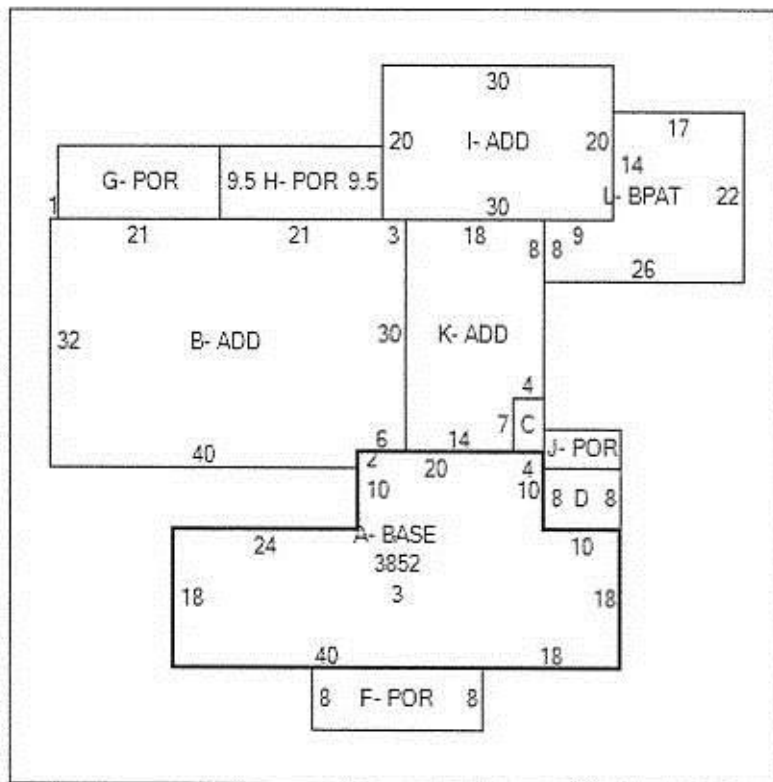 30
20 I- ADD 20
17
14
L- BPAT 22
G- POR 9.5 H- POR 9.5
1
30
21 21 3 18 8 8 9
26
32 B- ADD 30 K- ADD
4
7 C
6 14 J- POR
40 2 20 4
10 10 8 D 8
A- BASE
24 10
3852
18 3 18
40 18
8 F- POR 8